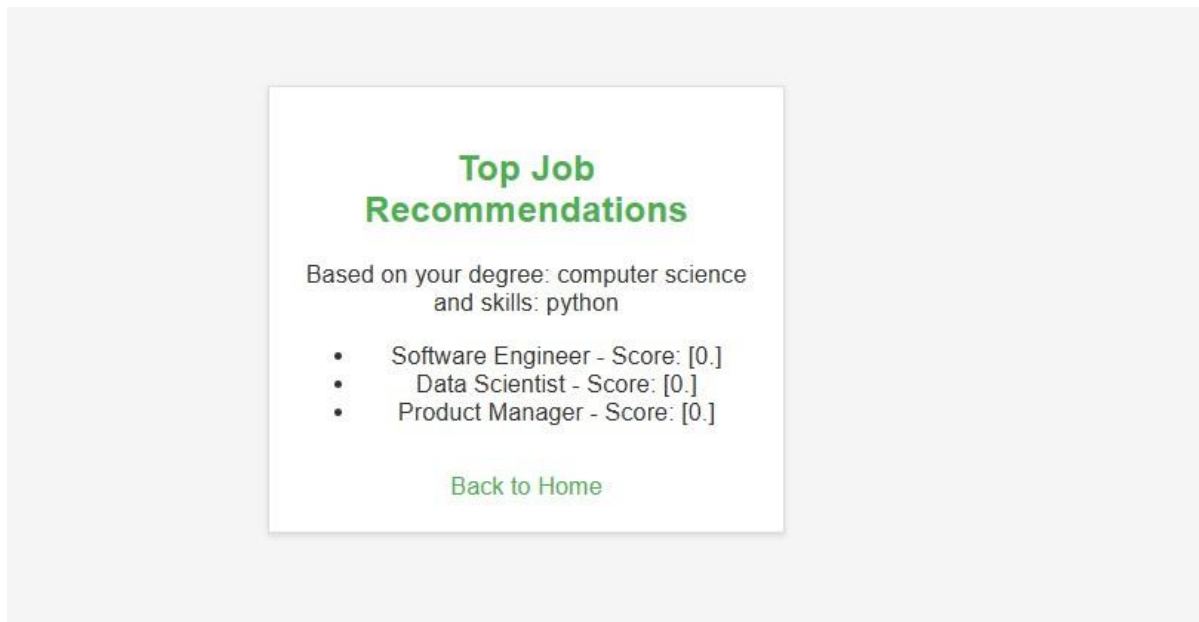 Top Job
Recommendations
Based on your degree: computer science
and skills: python
• Software Engineer - Score: [0.]
• Data Scientist - Score: [0.]
• Product Manager - Score: [0.]
Back to Home